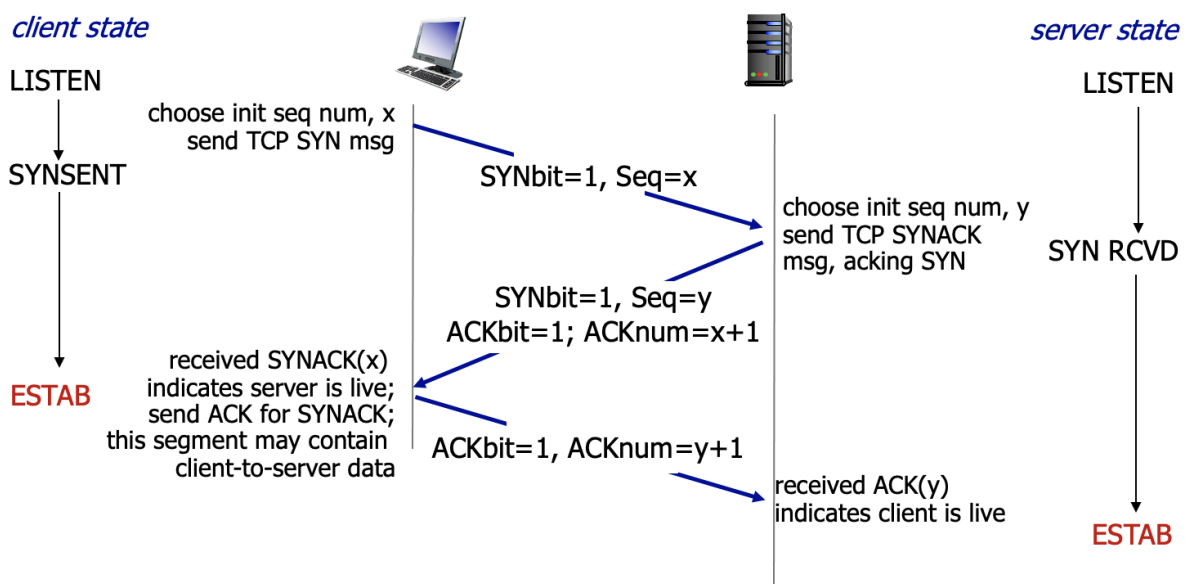 client state
server state
LISTEN
LISTEN
choose init seq num, x
send TCP SYN msg
SYNSENT
SYNbit=1, Seq=x
choose init seq num, y
send TCP SYNACK
msg, acking SYN
SYN RCVD
SYNbit=1, Seq=y
ACKbit=1; ACKnum=x+1
received SYNACK(x)
indicates server is live;
send ACK for SYNACK;
this segment may contain
client-to-server data
ESTAB
ACKbit=1, ACKnum=y+1
received ACK(y)
indicates client is live
ESTAB